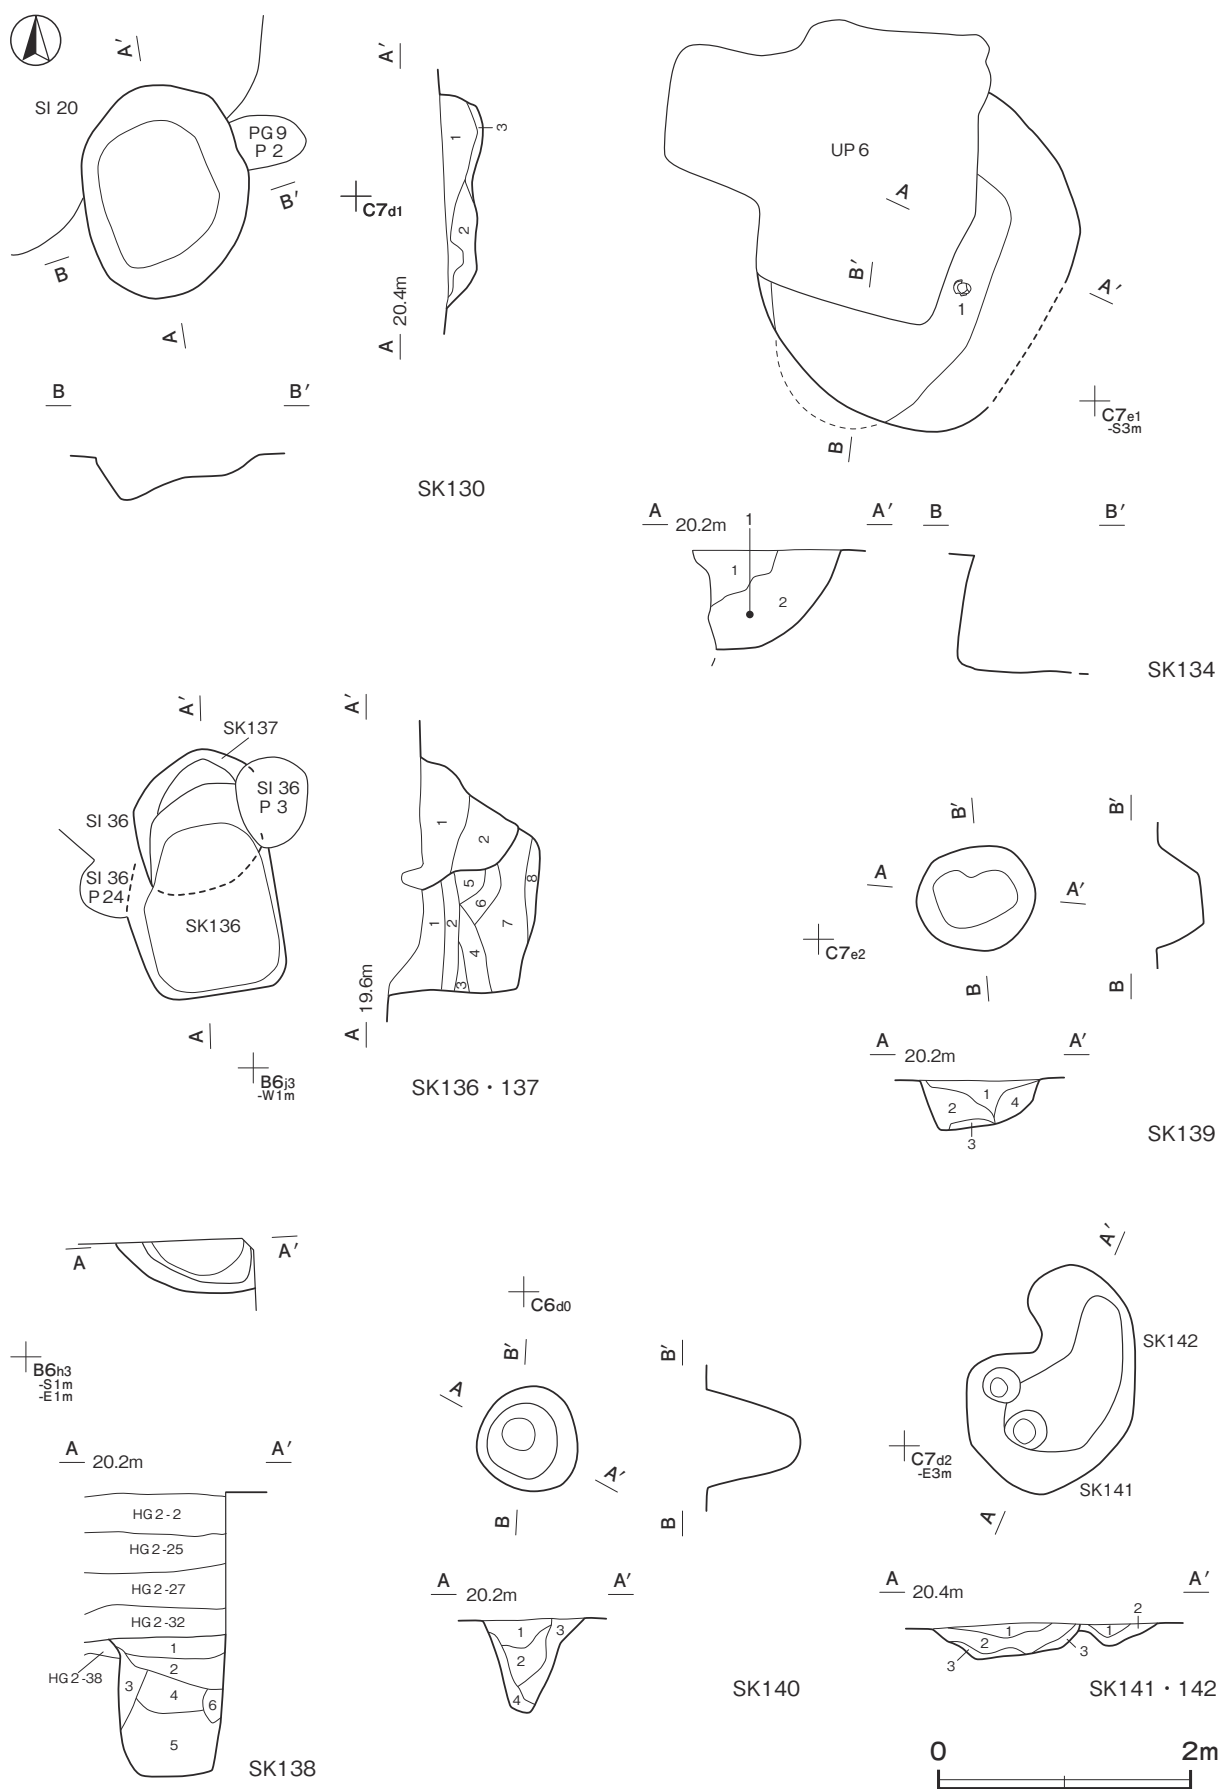 A′
SI 20
PG 9
P 2
B′
B
A
C7d1
A′
1
3
2
A 20.4m
B B′
SK130
UP 6
A
B′
1
A′
B
C7e1
-S3m
A 20.2m 1 A′
1
2
B B′
SK134
A′
SK137
SI 36
P 3
SI 36
SI 36
P 24
SK136
A
B6j3
-W1m
A′
1
2
5
6
8
1
2
7
4
3
A 19.6m
SK136・137
B′
A
A′
B
C7e2
B′
B
A 20.2m A′
1
2
4
3
SK139
A A′
B6h3
-S1m
-E1m
A 20.2m A′
HG 2 - 2
HG 2 - 25
HG 2 - 27
HG 2 - 32
HG 2 - 38
1
2
3
4
6
5
SK138
C6d0
B′
A
A′
B
B′
B
A 20.2m A′
1
3
2
4
SK140
A′
SK142
C7d2
-E3m
SK141
A
A 20.4m A′
2
1
1
2
3
3
SK141・142
0 2m